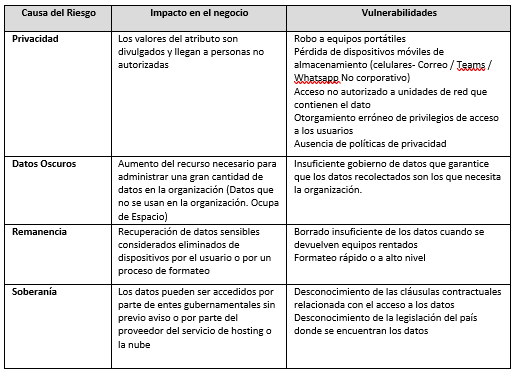 Causa del Riesgo
Impacto en el negocio
Vulnerabilidades
Privacidad
Los valores del atributo son
divulgados y llegan a personas no
autorizadas
Robo a equipos portátiles
Pérdida de dispositivos móviles de
almacenamiento (celulares- Correo / Teams /
Whatsapp No corporativo)
Acceso no autorizado a unidades de red que
contienen el dato
Otorgamiento erróneo de privilegios de acceso
a los usuarios
Ausencia de políticas de privacidad
Datos Oscuros
Aumento del recurso necesario para
administrar una gran cantidad de
datos en la organización (Datos que
no se usan en la organización. Ocupa
de Espacio)
Insuficiente gobierno de datos que garantice
que los datos recolectados son los que necesita
la organización.
Remanencia
Recuperación de datos sensibles
considerados eliminados de
dispositivos por el usuario o por un
proceso de formateo
Borrado insuficiente de los datos cuando se
devuelven equipos rentados
Formateo rápido o a alto nivel
Soberanía
Los datos pueden ser accedidos por
parte de entes gubernamentales sin
previo aviso o por parte del
proveedor del servicio de hosting o
la nube
Desconocimiento de las cláusulas contractuales
relacionada con el acceso a los datos
Desconocimiento de la legislación del país
donde se encuentran los datos